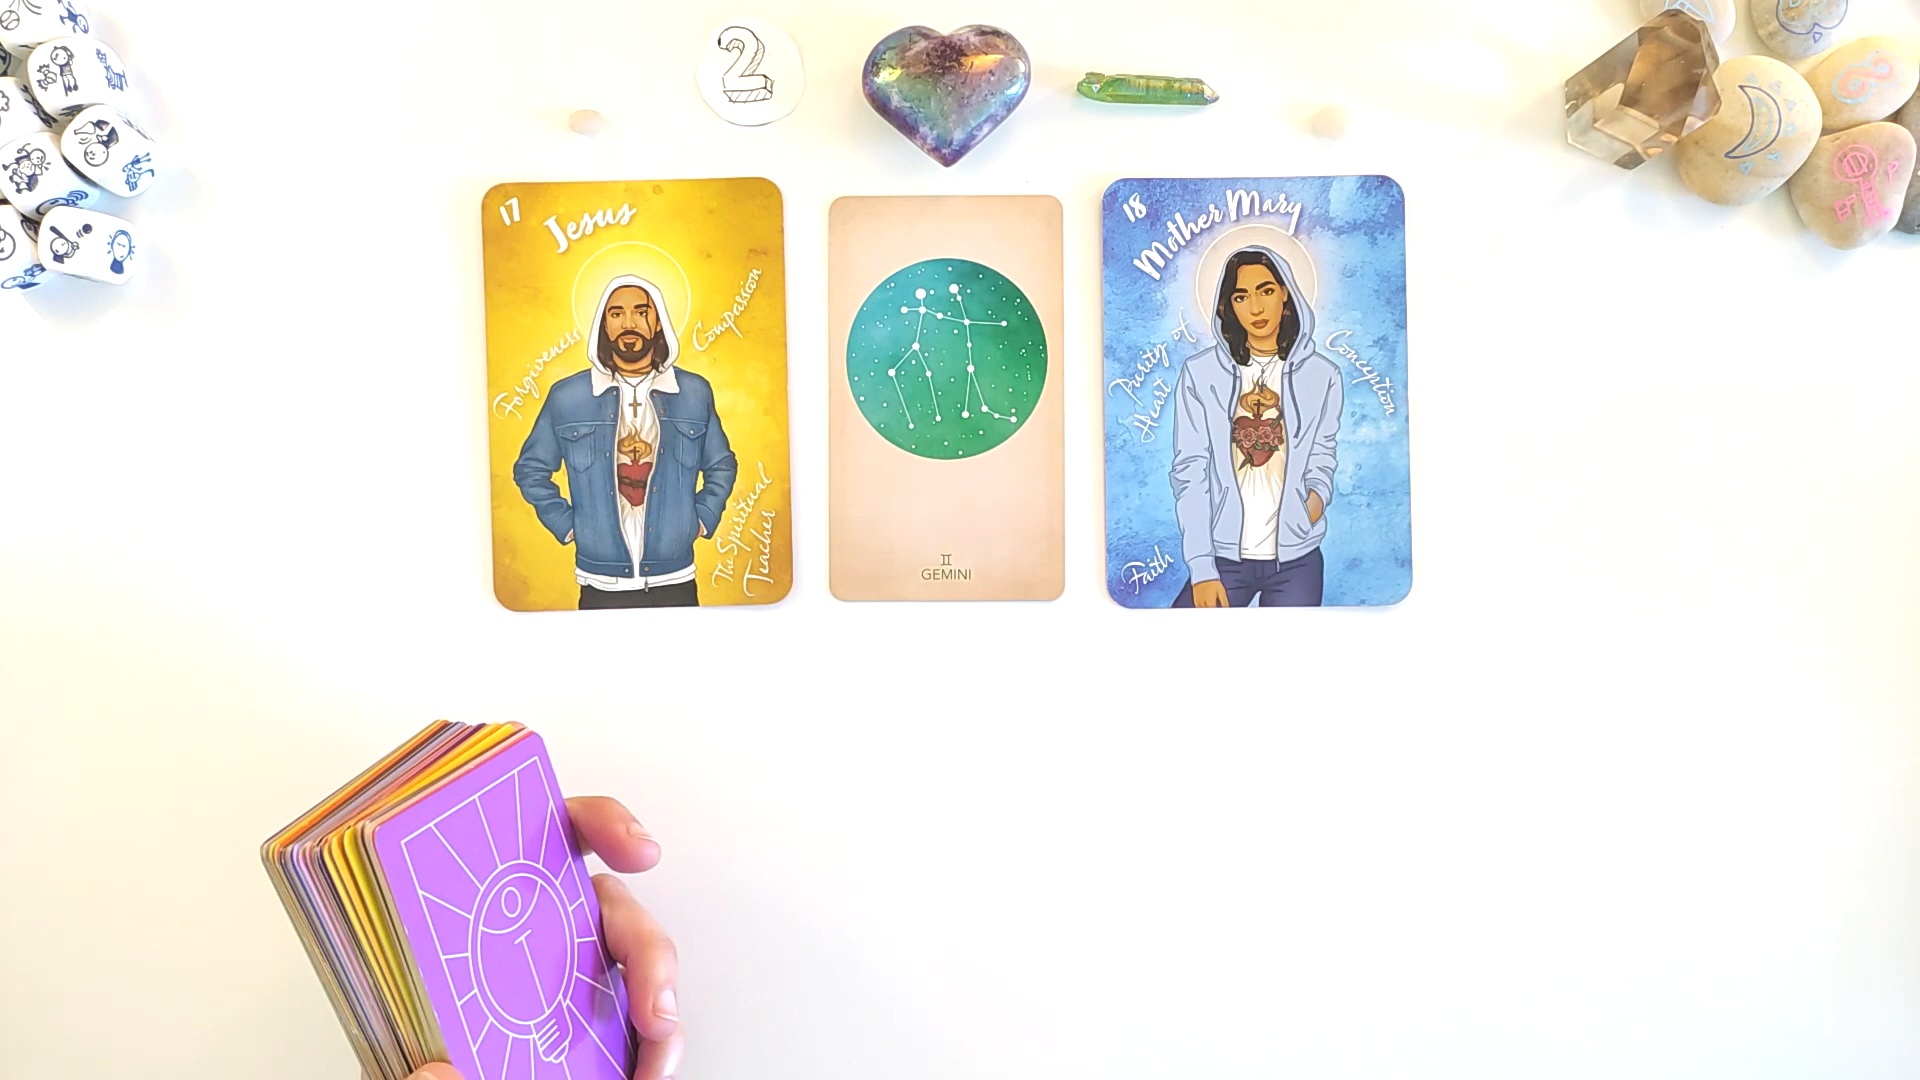 2
17
Jesus
Forgiveness
Compassion
The Spiritual
Teacher
♊
GEMINI
18
Mother Mary
Purity of
Heart
Conception
Faith